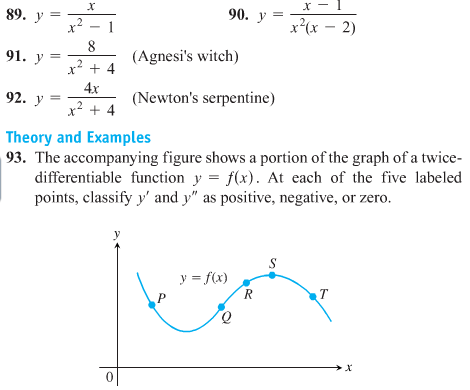 89. y = x / (x² − 1)    90. y = (x − 1) / (x²(x − 2))
91. y = 8 / (x² + 4)    (Agnesi's witch)
92. y = 4x / (x² + 4)    (Newton's serpentine)
Theory and Examples
93. The accompanying figure shows a portion of the graph of a twice-
differentiable function y = f(x). At each of the five labeled
points, classify y′ and y″ as positive, negative, or zero.
y
S
y = f(x)
P
R
T
Q
x
0